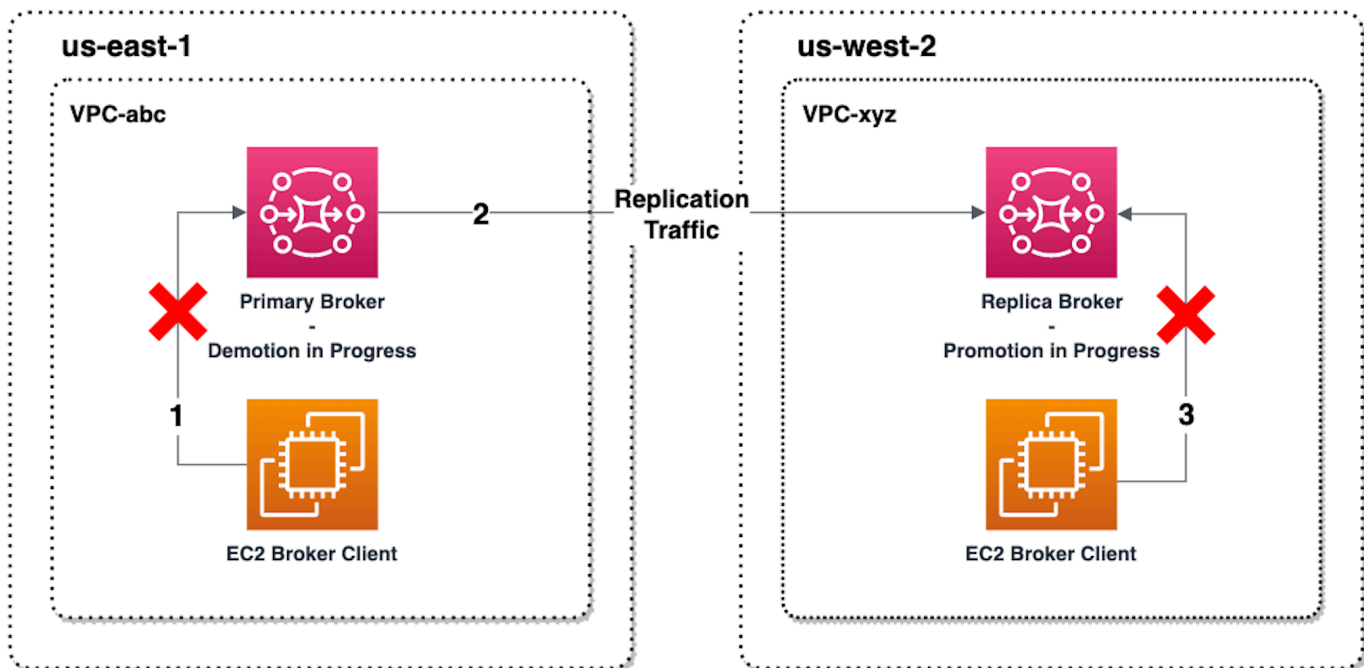 us-east-1
VPC-abc
Primary Broker
-
Demotion in Progress
1
EC2 Broker Client
2
Replication
Traffic
us-west-2
VPC-xyz
Replica Broker
-
Promotion in Progress
3
EC2 Broker Client